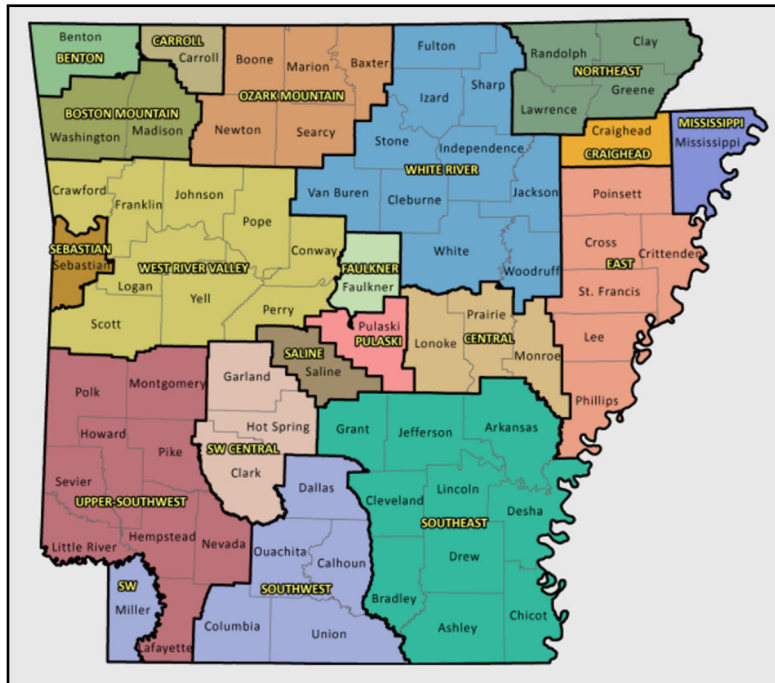 Benton
BENTON
CARROLL
Carroll
Boone
Marion
Baxter
OZARK MOUNTAIN
Newton
Searcy
Fulton
Sharp
Izard
Stone
Independence
WHITE RIVER
Van Buren
Cleburne
Jackson
White
Woodruff
Randolph
Clay
NORTHEAST
Greene
Lawrence
Craighead
CRAIGHEAD
MISSISSIPPI
Mississippi
BOSTON MOUNTAIN
Washington
Madison
Crawford
Franklin
Johnson
Pope
Conway
WEST RIVER VALLEY
Logan
Yell
Perry
Scott
SEBASTIAN
Sebastian
FAULKNER
Faulkner
Pulaski
PULASKI
SALINE
Saline
Prairie
Lonoke
CENTRAL
Monroe
Poinsett
Cross
Crittenden
EAST
St. Francis
Lee
Phillips
Polk
Montgomery
Howard
Pike
Sevier
UPPER-SOUTHWEST
Hempstead
Nevada
Little River
Lafayette
Garland
Hot Spring
SW CENTRAL
Clark
SW
Miller
Dallas
Ouachita
Calhoun
SOUTHWEST
Columbia
Union
Grant
Jefferson
Arkansas
Cleveland
Lincoln
Desha
SOUTHEAST
Drew
Bradley
Ashley
Chicot